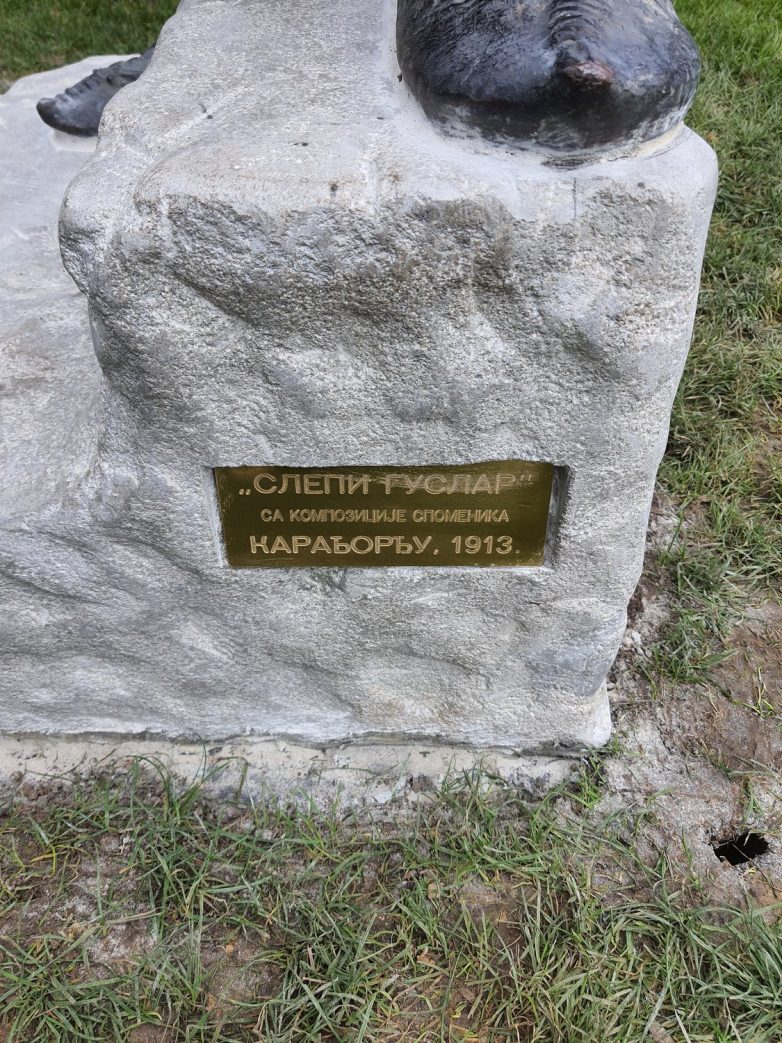 „СЛЕПИ ГУСЛАР"
СА КОМПОЗИЦИЈЕ СПОМЕНИКА
КАРАЂОРЂУ, 1913.